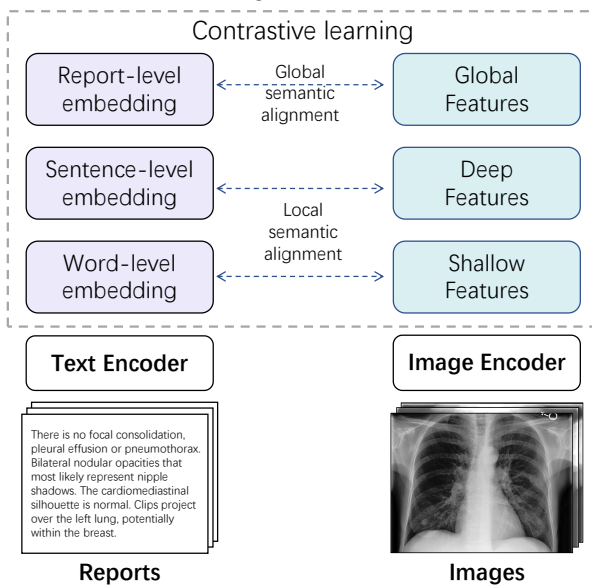 Contrastive learning
Report-level
embedding
Global
semantic
alignment
Global
Features
Sentence-level
embedding
Deep
Features
Local
semantic
alignment
Word-level
embedding
Shallow
Features
Text Encoder
Image Encoder
There is no focal consolidation,
pleural effusion or pneumothorax.
Bilateral nodular opacities that
most likely represent nipple
shadows. The cardiomediastinal
silhouette is normal. Clips project
over the left lung, potentially
within the breast.
Reports
Images